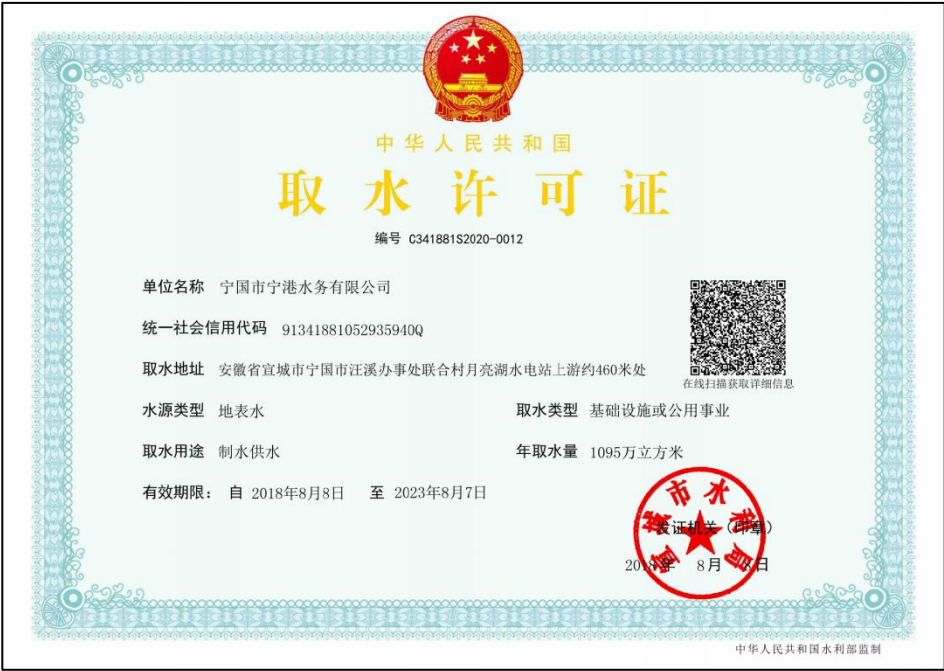 中华人民共和国
取水许可证
编号 C341881S2020-0012
单位名称 宁国市宁港水务有限公司
统一社会信用代码 91341881052935940Q
取水地址 安徽省宣城市宁国市汪溪办事处联合村月亮湖水电站上游约460米处
在线扫描获取详细信息
水源类型 地表水 取水类型 基础设施或公用事业
取水用途 制水供水 年取水量 1095万立方米
有效期限： 自 2018年8月8日 至 2023年8月7日
宣城市水利局
发证机关（印章）
2018年 8月 8日
中华人民共和国水利部监制